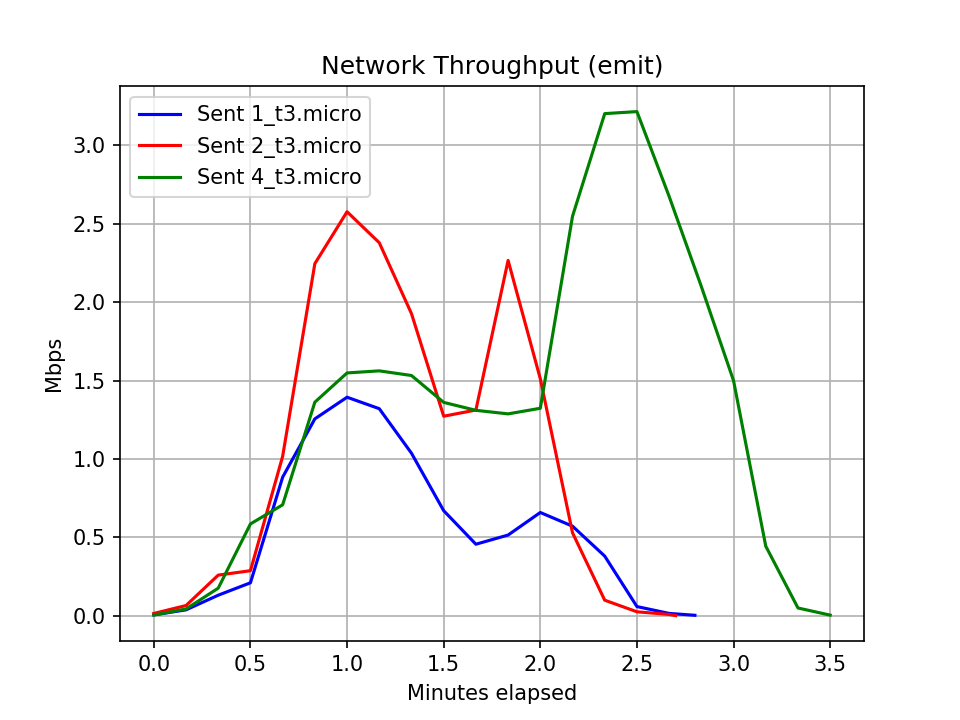 Network Throughput (emit)
Sent 1_t3.micro
Sent 2_t3.micro
Sent 4_t3.micro
3.0
2.5
2.0
1.5
1.0
0.5
0.0
Mbps
0.0 0.5 1.0 1.5 2.0 2.5 3.0 3.5
Minutes elapsed